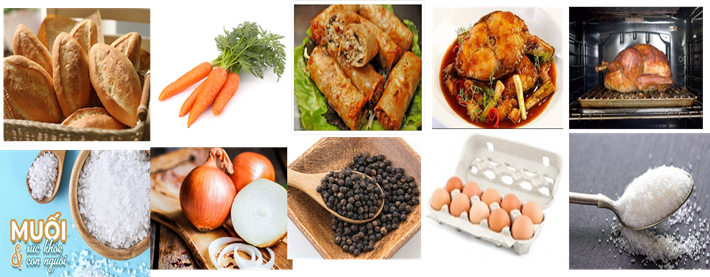 MUỐI
& sức khỏe
con người